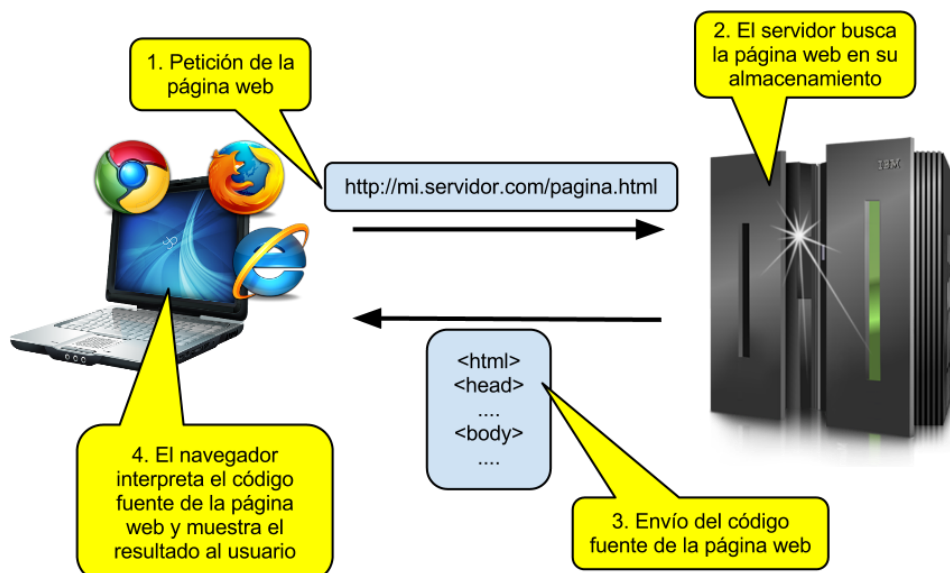 1. Petición de la
página web
2. El servidor busca
la página web en su
almacenamiento
http://mi.servidor.com/pagina.html
IBM
<html>
<head>
....
<body>
....
4. El navegador
interpreta el código
fuente de la página
web y muestra el
resultado al usuario
3. Envío del código
fuente de la página web